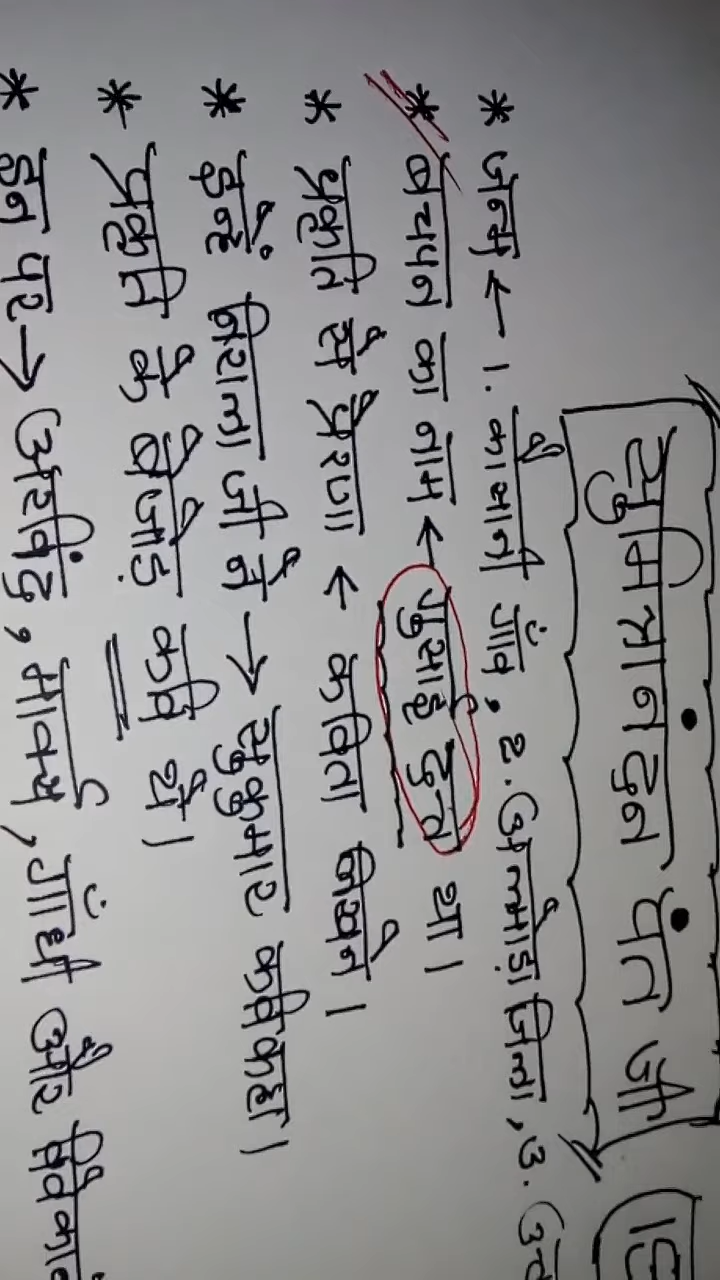 सुमित्रानंदन पंत जी
* जन्म ← 1. कौसानी गाँव, 2. अल्मोड़ा जिला, 3.
* बचपन का नाम ← गुसाईं दत्त था।
* प्रकृति से प्रेरणा ← कविता लिखने।
* इन्हें निराला जी ने → सुकुमार कवि कहा।
* प्रकृति के बेजोड़ कवि थे।
* इन पर → अरविंद, मार्क्स, गाँधी और